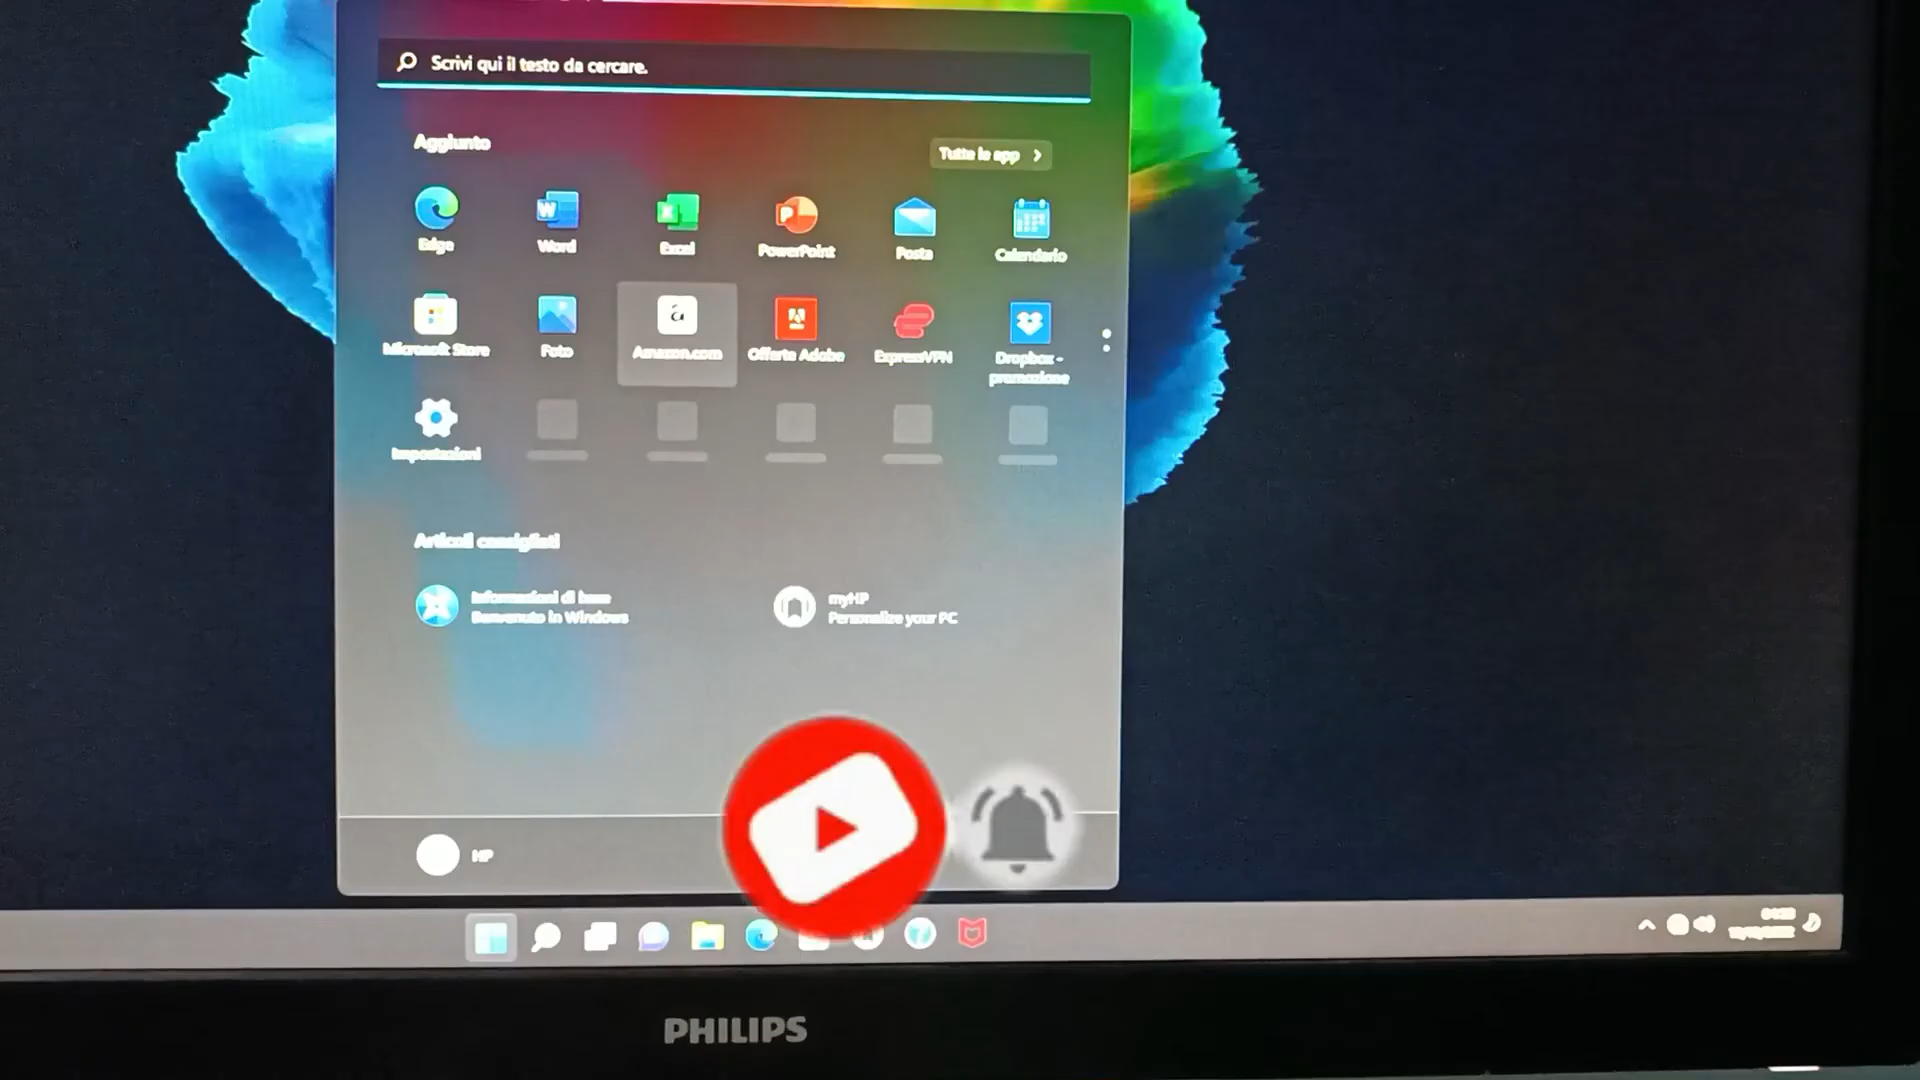 Scrivi qui il testo da cercare.
Aggiunto
Tutte le app
Edge
Word
Excel
PowerPoint
Posta
Calendario
Microsoft Store
Foto
Amazon.com
Offerte Adobe
ExpressVPN
Dropbox -
promozione
Impostazioni
Articoli consigliati
Informazioni di base
Benvenuto in Windows
myHP
Personalize your PC
HP
PHILIPS